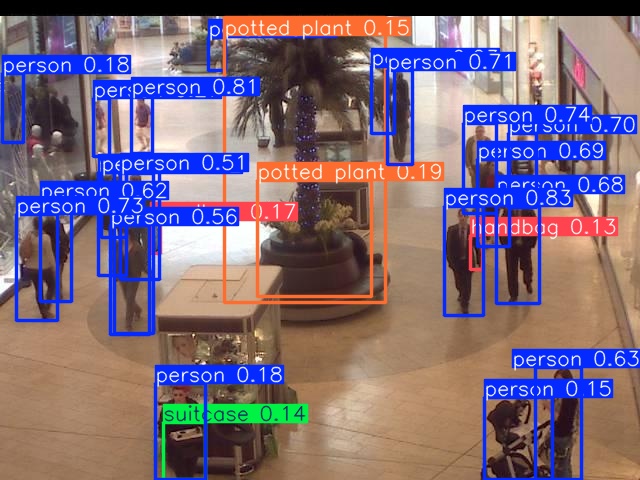 potted plant 0.15
person 0.18
person 0.71
person 0.81
person 0.74
person 0.70
person 0.51
person 0.69
potted plant 0.19
person 0.62
person 0.68
person 0.73
person 0.83
person 0.56
0.17
handbag 0.13
person 0.63
person 0.18
person 0.15
suitcase 0.14